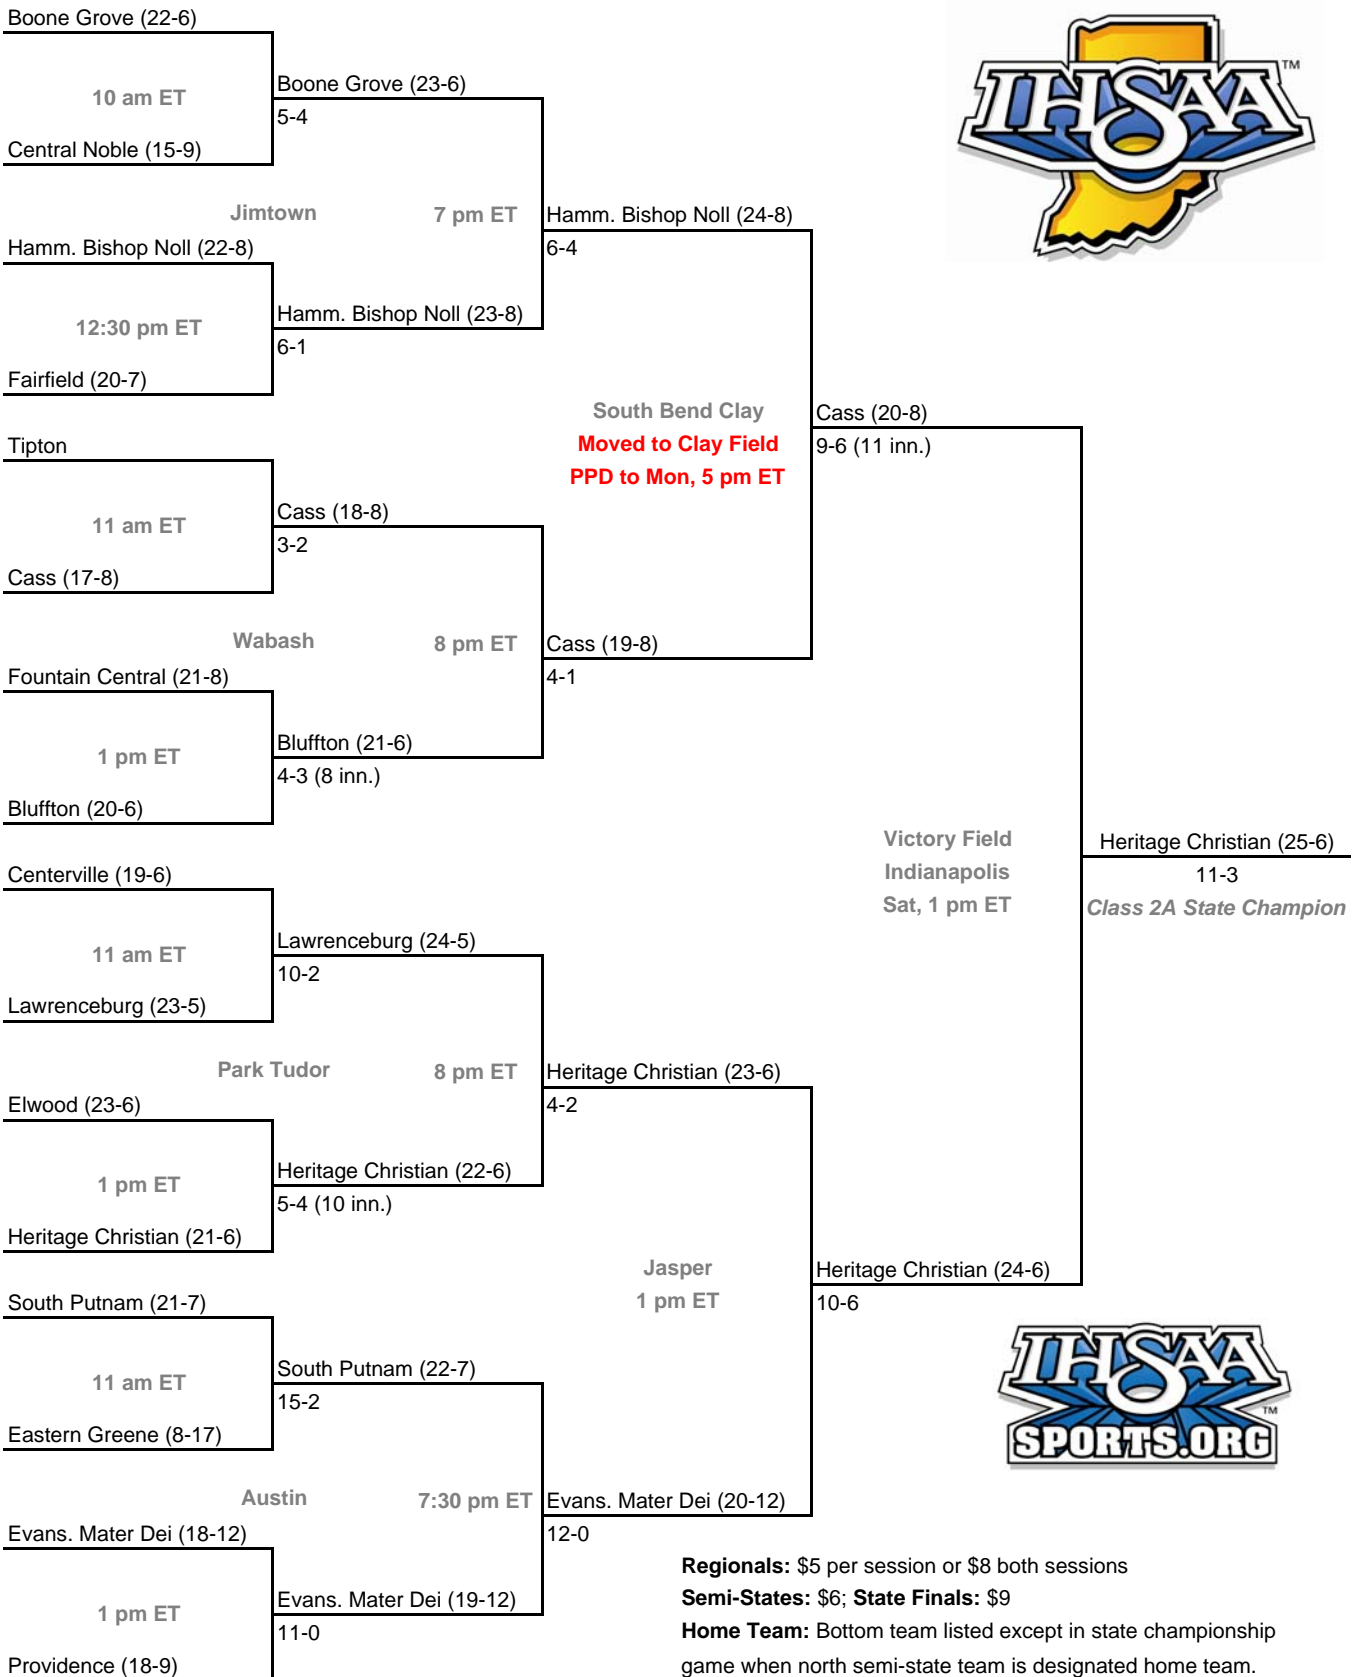 Boone Grove (22-6)
10 am ET
Boone Grove (23-6)
5-4
Central Noble (15-9)
Jimtown
7 pm ET
Hamm. Bishop Noll (24-8)
6-4
Hamm. Bishop Noll (22-8)
12:30 pm ET
Hamm. Bishop Noll (23-8)
6-1
Fairfield (20-7)
South Bend Clay
Moved to Clay Field
PPD to Mon, 5 pm ET
Cass (20-8)
9-6 (11 inn.)
Tipton
11 am ET
Cass (18-8)
3-2
Cass (17-8)
Wabash
8 pm ET
Cass (19-8)
4-1
Fountain Central (21-8)
1 pm ET
Bluffton (21-6)
4-3 (8 inn.)
Bluffton (20-6)
Victory Field
Indianapolis
Sat, 1 pm ET
Heritage Christian (25-6)
11-3
Class 2A State Champion
Centerville (19-6)
11 am ET
Lawrenceburg (24-5)
10-2
Lawrenceburg (23-5)
Park Tudor
8 pm ET
Heritage Christian (23-6)
4-2
Elwood (23-6)
1 pm ET
Heritage Christian (22-6)
5-4 (10 inn.)
Heritage Christian (21-6)
Jasper
1 pm ET
Heritage Christian (24-6)
10-6
South Putnam (21-7)
11 am ET
South Putnam (22-7)
15-2
Eastern Greene (8-17)
Austin
7:30 pm ET
Evans. Mater Dei (20-12)
12-0
Evans. Mater Dei (18-12)
1 pm ET
Evans. Mater Dei (19-12)
11-0
Providence (18-9)
IHSAA
TM
IHSAA
TM
SPORTS.ORG
Regionals: $5 per session or $8 both sessions
Semi-States: $6; State Finals: $9
Home Team: Bottom team listed except in state championship
game when north semi-state team is designated home team.